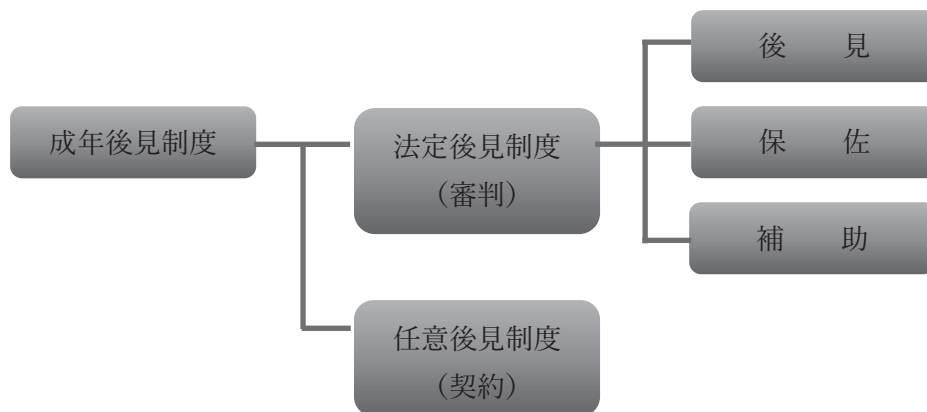 成年後見制度
法定後見制度
（審判）
後　　見
保　　佐
補　　助
任意後見制度
（契約）